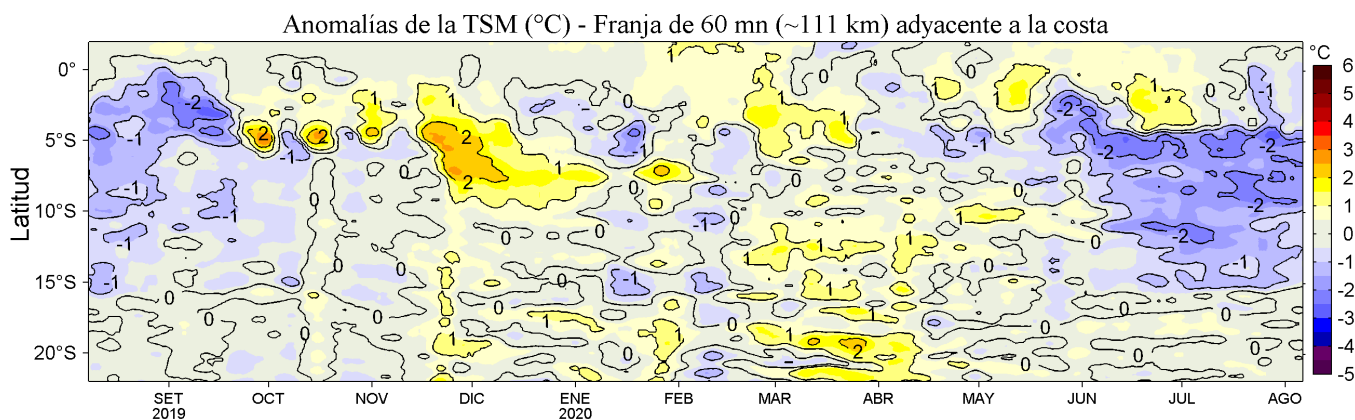 Anomalías de la TSM (°C) - Franja de 60 mn (~111 km) adyacente a la costa
°C
Latitud
0°
5°S
10°S
15°S
20°S
6
5
4
3
2
1
0
-1
-2
-3
-4
-5
SET OCT NOV DIC ENE FEB MAR ABR MAY JUN JUL AGO
2019 2020